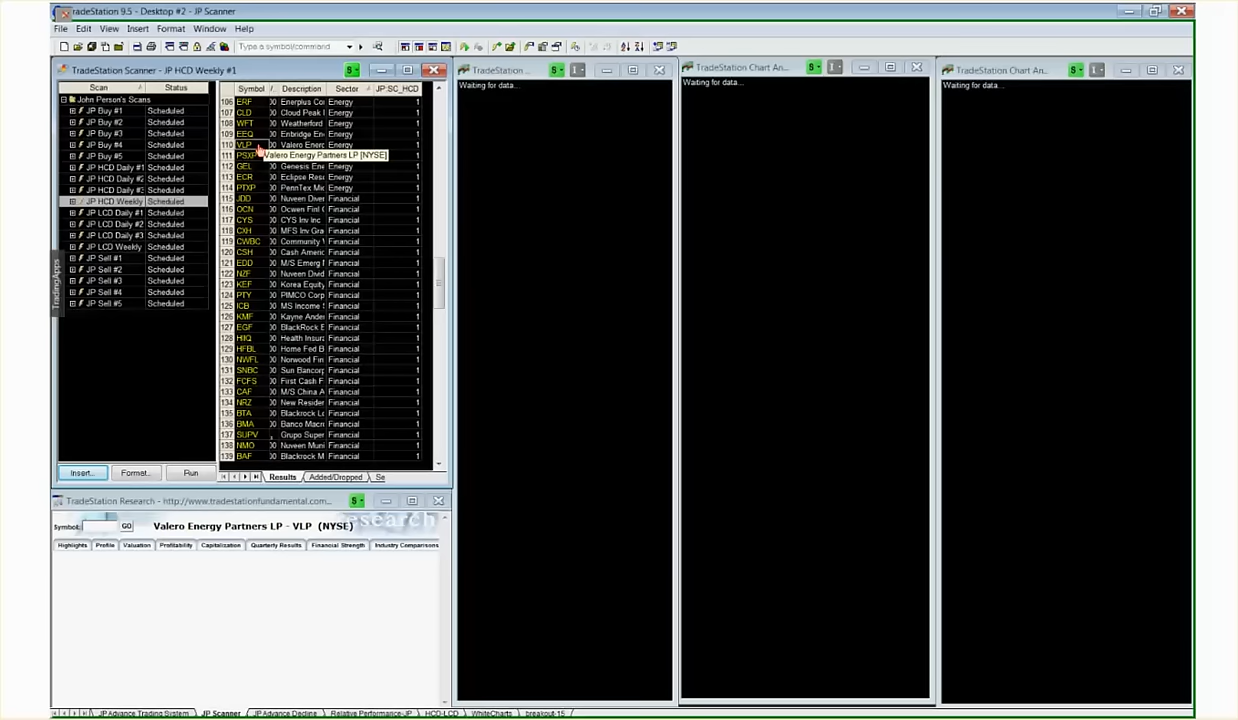 TradeStation 9.5 - Desktop #2 - JP Scanner
File Edit View Insert Format Window Help
Type a symbol/command
TradeStation Scanner - JP HCD Weekly #1
Scan Status
John Person's Scans
JP Buy #1 Scheduled
JP Buy #2 Scheduled
JP Buy #3 Scheduled
JP Buy #4 Scheduled
JP Buy #5 Scheduled
JP HCD Daily #1 Scheduled
JP HCD Daily #2 Scheduled
JP HCD Daily #3 Scheduled
JP HCD Weekly Scheduled
JP LCD Daily #1 Scheduled
JP LCD Daily #2 Scheduled
JP LCD Daily #3 Scheduled
JP LCD Weekly Scheduled
JP Sell #1 Scheduled
JP Sell #2 Scheduled
JP Sell #3 Scheduled
JP Sell #4 Scheduled
JP Sell #5 Scheduled
TradingApps
Insert... Format... Run
Symbol Description Sector JP:SC_HCD
106 ERF Enerplus Co Energy 1
107 CLD Cloud Peak Energy 1
108 WFT Weatherford Energy 1
109 EEQ Enbridge En Energy 1
110 VLP Valero Energ Energy 1
111 PSXP Valero Energy Partners LP [NYSE] 1
112 GEL Genesis Ene Energy 1
113 ECR Eclipse Res Energy 1
114 PTXP PennTex Mi Energy 1
115 JDD Nuveen Dive Financial 1
116 OCN Ocwen Finl C Financial 1
117 CYS CYS Inv Inc Financial 1
118 CXH MFS Inv Gra Financial 1
119 CWBC Community Financial 1
120 CSH Cash Americ Financial 1
121 EDD M/S Emerg M Financial 1
122 NZF Nuveen Divid Financial 1
123 KEF Korea Equity Financial 1
124 PTY PIMCO Corp Financial 1
125 ICB MS Income Financial 1
126 KMF Kayne Ander Financial 1
127 EGF BlackRock E Financial 1
128 HIIQ Health Insura Financial 1
129 HFBL Home Fed B Financial 1
130 NWFL Norwood Fin Financial 1
131 SNBC Sun Bancorp Financial 1
132 FCFS First Cash F Financial 1
133 CAF M/S China A Financial 1
134 NRZ New Residen Financial 1
135 BTA Blackrock Lo Financial 1
136 BMA Banco Macro Financial 1
137 SUPV Grupo Super Financial 1
138 NMO Nuveen Muni Financial 1
139 BAF Blackrock M Financial 1
Results Added/Dropped Se
TradeStation Research - http://www.tradestationfundamental.com...
Symbol: GO Valero Energy Partners LP - VLP (NYSE)
research
Highlights Profile Valuation Profitability Capitalization Quarterly Results Financial Strength Industry Comparisons
TradeStation ...
Waiting for data...
TradeStation Chart An...
Waiting for data...
TradeStation Chart An...
Waiting for data...
JP Advance Trading System JP Scanner JP Advance Decline Relative Performance-JP HCD-LCD WhiteCharts breakout-15